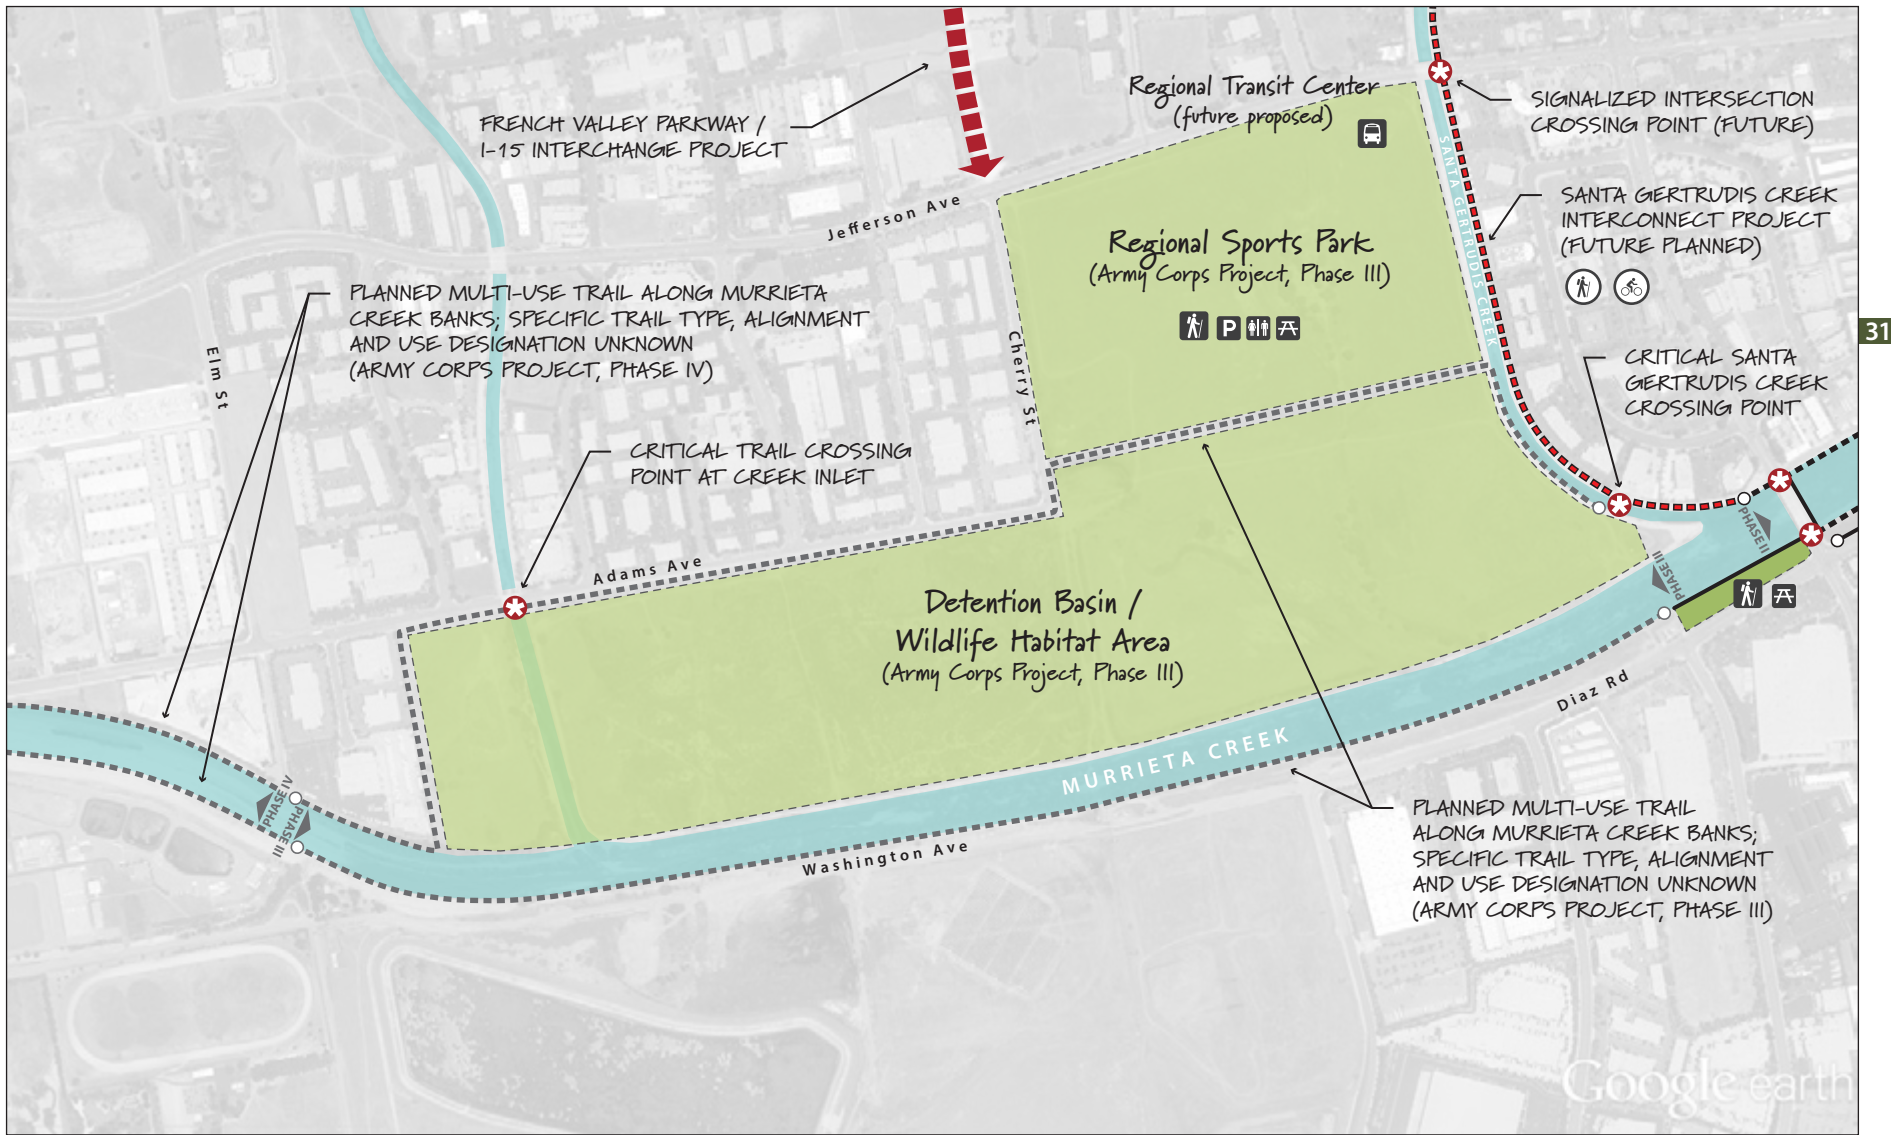 Regional Transit Center
(future proposed)
FRENCH VALLEY PARKWAY /
I-15 INTERCHANGE PROJECT
SIGNALIZED INTERSECTION
CROSSING POINT (FUTURE)
SANTA GERTRUDIS CREEK
Jefferson Ave
SANTA GERTRUDIS CREEK
INTERCONNECT PROJECT
(FUTURE PLANNED)
Regional Sports Park
(Army Corps Project, Phase III)
P
PLANNED MULTI-USE TRAIL ALONG MURRIETA
CREEK BANKS; SPECIFIC TRAIL TYPE, ALIGNMENT
AND USE DESIGNATION UNKNOWN
(ARMY CORPS PROJECT, PHASE IV)
31
Elm St
Cherry St
CRITICAL SANTA
GERTRUDIS CREEK
CROSSING POINT
CRITICAL TRAIL CROSSING
POINT AT CREEK INLET
Adams Ave
PHASE II
PHASE III
Detention Basin /
Wildlife Habitat Area
(Army Corps Project, Phase III)
Diaz Rd
MURRIETA CREEK
PHASE IV
PHASE III
Washington Ave
PLANNED MULTI-USE TRAIL
ALONG MURRIETA CREEK BANKS;
SPECIFIC TRAIL TYPE, ALIGNMENT
AND USE DESIGNATION UNKNOWN
(ARMY CORPS PROJECT, PHASE III)
Google earth